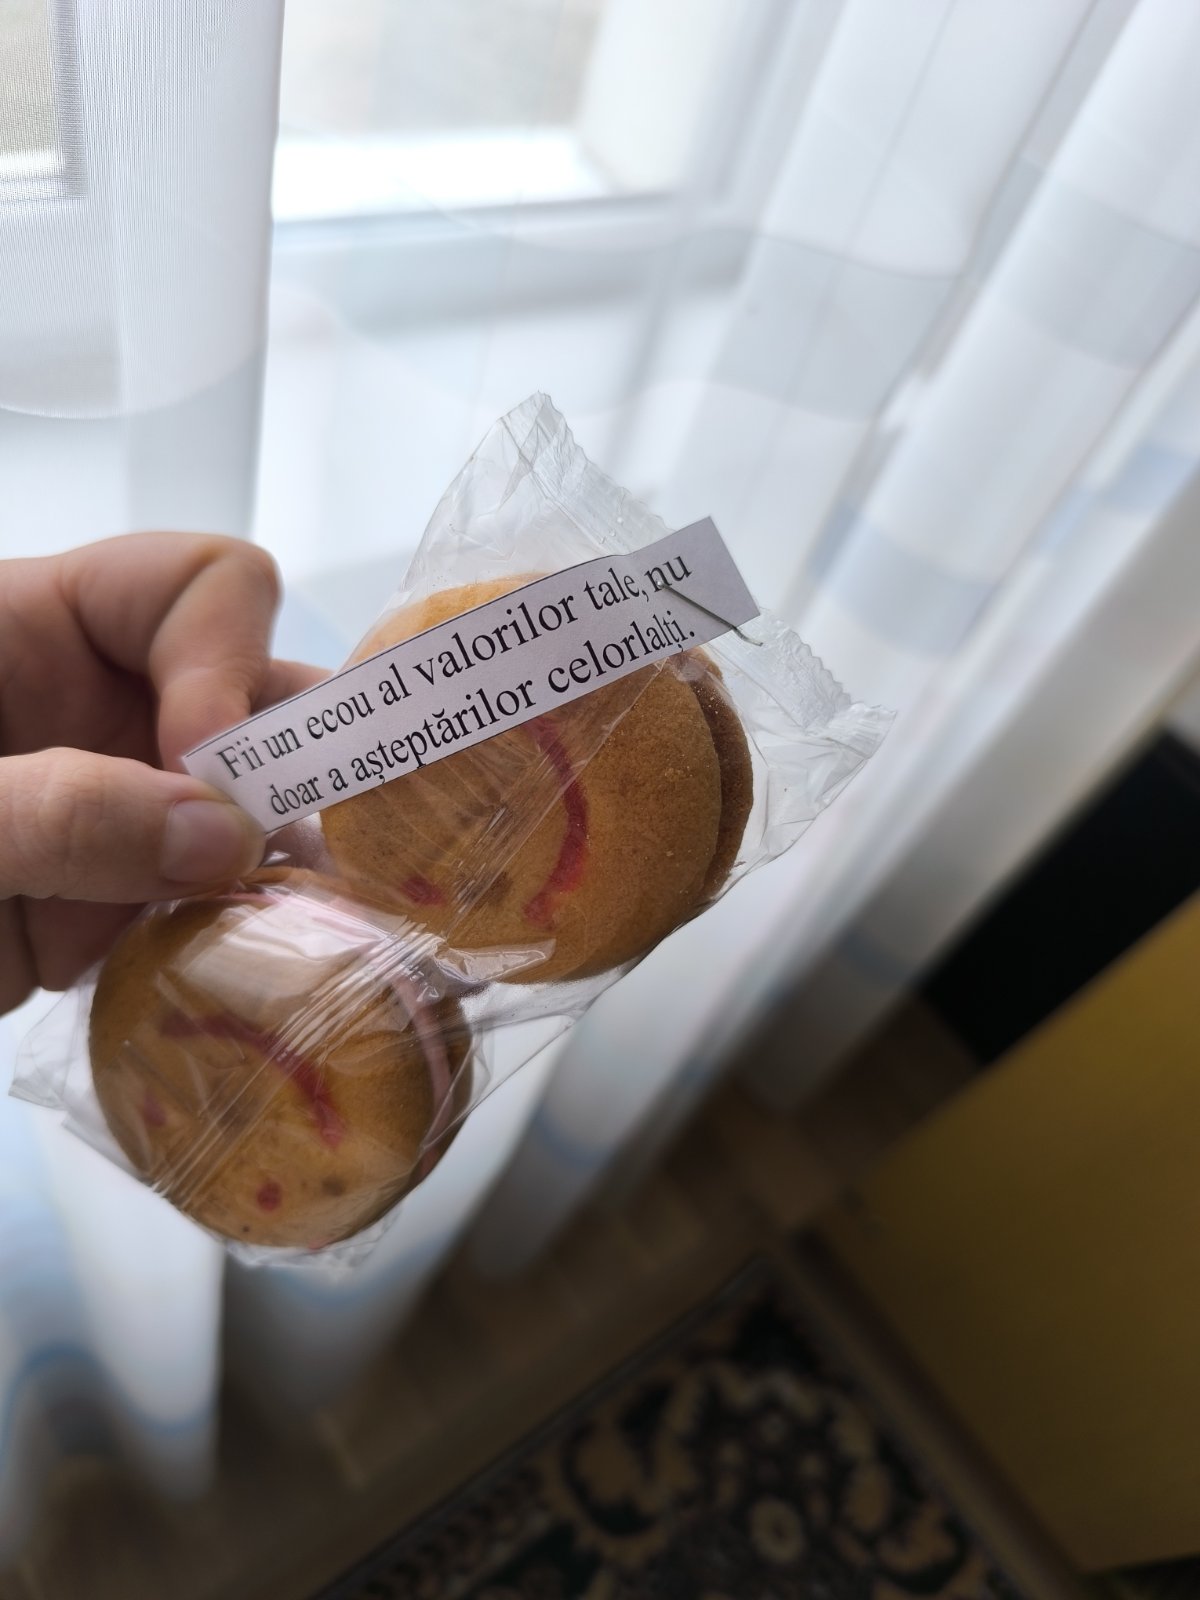 Fii un ecou al valorilor tale, nu
doar a așteptărilor celorlalți.